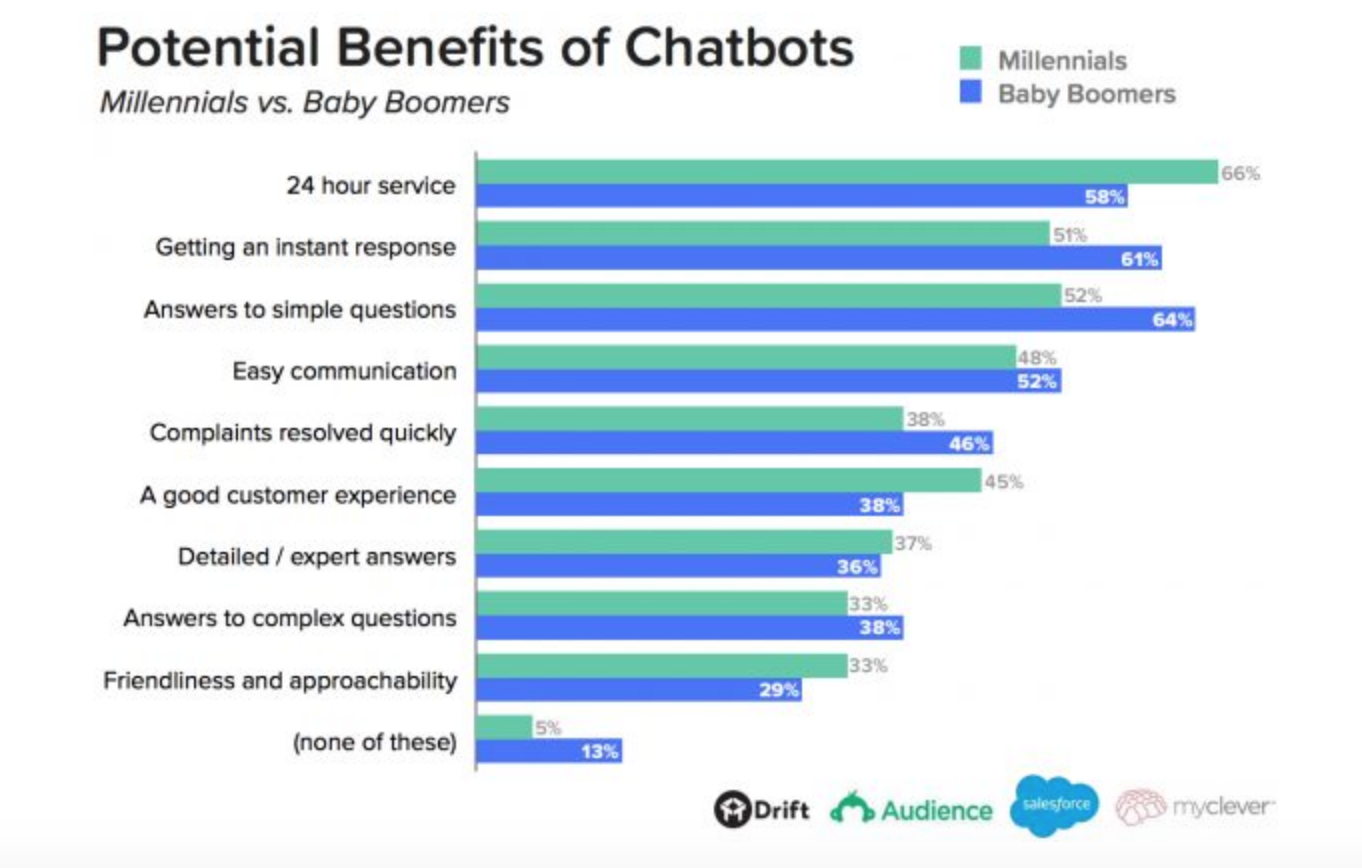 Potential Benefits of Chatbots
Millennials vs. Baby Boomers
Millennials
Baby Boomers
24 hour service
66%
58%
Getting an instant response
51%
61%
Answers to simple questions
52%
64%
Easy communication
48%
52%
Complaints resolved quickly
38%
46%
A good customer experience
45%
38%
Detailed / expert answers
37%
36%
Answers to complex questions
33%
38%
Friendliness and approachability
33%
29%
(none of these)
5%
13%
Drift
Audience
salesforce
myclever